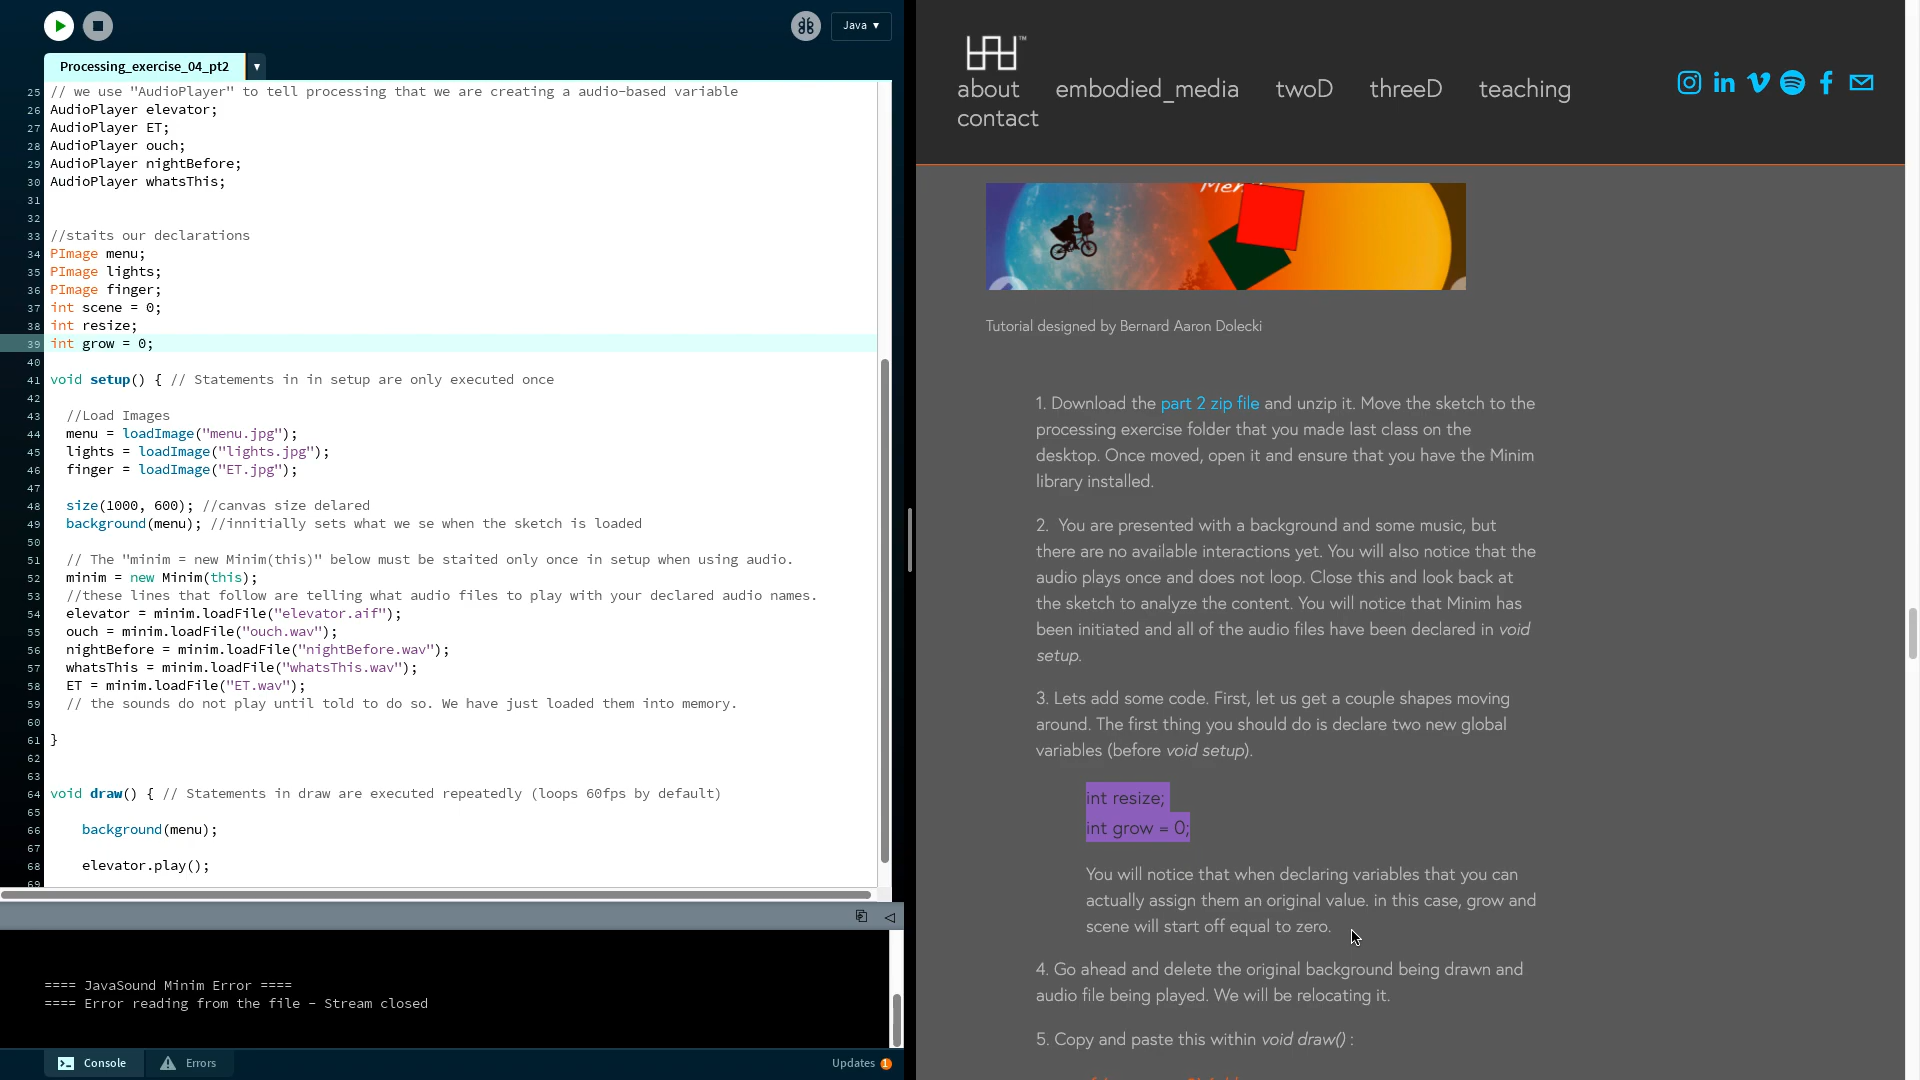 Java ▾
Processing_exercise_04_pt2
▼
25 // we use "AudioPlayer" to tell processing that we are creating a audio-based variable
26 AudioPlayer elevator;
27 AudioPlayer ET;
28 AudioPlayer ouch;
29 AudioPlayer nightBefore;
30 AudioPlayer whatsThis;
31
32
33 //staits our declarations
34 PImage menu;
35 PImage lights;
36 PImage finger;
37 int scene = 0;
38 int resize;
39 int grow = 0;
40
41 void setup() { // Statements in in setup are only executed once
42
43 //Load Images
44 menu = loadImage("menu.jpg");
45 lights = loadImage("lights.jpg");
46 finger = loadImage("ET.jpg");
47
48 size(1000, 600); //canvas size delared
49 background(menu); //innitially sets what we se when the sketch is loaded
50
51 // The "minim = new Minim(this)" below must be staited only once in setup when using audio.
52 minim = new Minim(this);
53 //these lines that follow are telling what audio files to play with your declared audio names.
54 elevator = minim.loadFile("elevator.aif");
55 ouch = minim.loadFile("ouch.wav");
56 nightBefore = minim.loadFile("nightBefore.wav");
57 whatsThis = minim.loadFile("whatsThis.wav");
58 ET = minim.loadFile("ET.wav");
59 // the sounds do not play until told to do so. We have just loaded them into memory.
60
61 }
62
63
64 void draw() { // Statements in draw are executed repeatedly (loops 60fps by default)
65
66 background(menu);
67
68 elevator.play();
69
==== JavaSound Minim Error ====
==== Error reading from the file - Stream closed
Console
Errors
Updates 1
™
about embodied_media twoD threeD teaching
contact
Tutorial designed by Bernard Aaron Dolecki
1. Download the part 2 zip file and unzip it. Move the sketch to the
processing exercise folder that you made last class on the
desktop. Once moved, open it and ensure that you have the Minim
library installed.
2. You are presented with a background and some music, but
there are no available interactions yet. You will also notice that the
audio plays once and does not loop. Close this and look back at
the sketch to analyze the content. You will notice that Minim has
been initiated and all of the audio files have been declared in void
setup.
3. Lets add some code. First, let us get a couple shapes moving
around. The first thing you should do is declare two new global
variables (before void setup).
int resize;
int grow = 0;
You will notice that when declaring variables that you can
actually assign them an original value. in this case, grow and
scene will start off equal to zero.
4. Go ahead and delete the original background being drawn and
audio file being played. We will be relocating it.
5. Copy and paste this within void draw() :